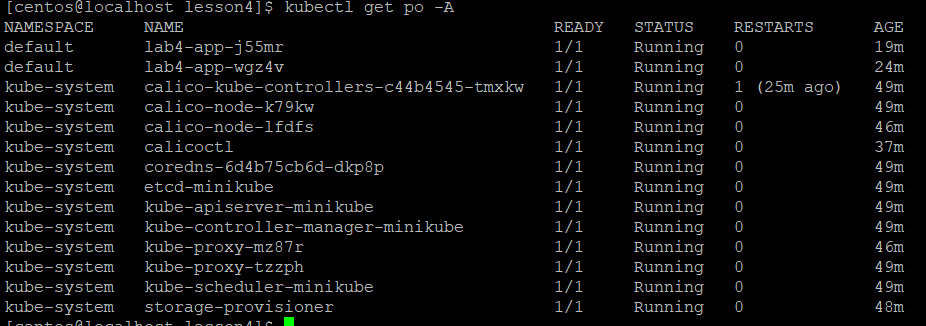 [centos@localhost lesson4]$ kubectl get po -A
NAMESPACE     NAME                                      READY   STATUS    RESTARTS      AGE
default       lab4-app-j55mr                            1/1     Running   0             19m
default       lab4-app-wgz4v                            1/1     Running   0             24m
kube-system   calico-kube-controllers-c44b4545-tmxkw    1/1     Running   1 (25m ago)   49m
kube-system   calico-node-k79kw                         1/1     Running   0             49m
kube-system   calico-node-lfdfs                         1/1     Running   0             46m
kube-system   calicoctl                                 1/1     Running   0             37m
kube-system   coredns-6d4b75cb6d-dkp8p                  1/1     Running   0             49m
kube-system   etcd-minikube                             1/1     Running   0             49m
kube-system   kube-apiserver-minikube                   1/1     Running   0             49m
kube-system   kube-controller-manager-minikube          1/1     Running   0             49m
kube-system   kube-proxy-mz87r                          1/1     Running   0             46m
kube-system   kube-proxy-tzzph                          1/1     Running   0             49m
kube-system   kube-scheduler-minikube                   1/1     Running   0             49m
kube-system   storage-provisioner                       1/1     Running   0             48m
[centos@localhost lesson4]$